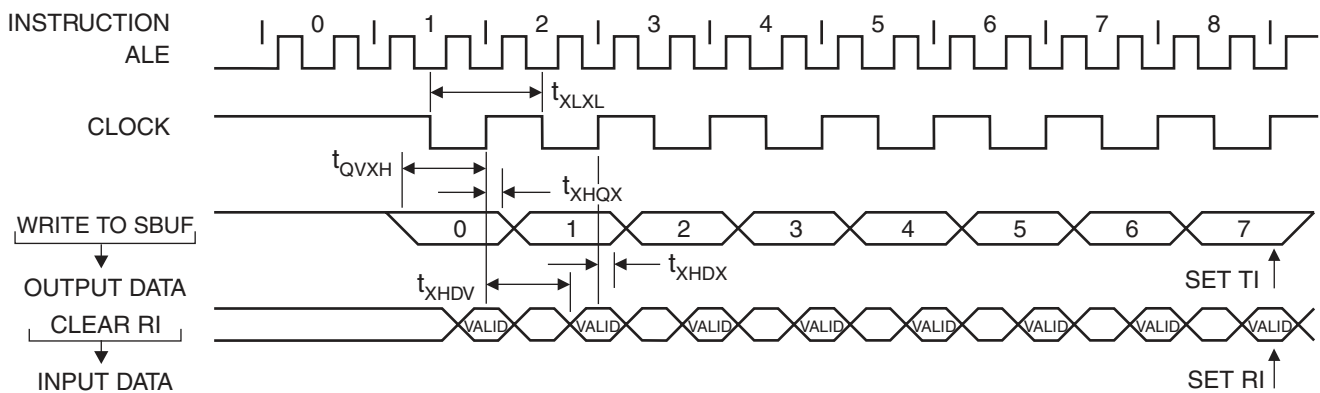 INSTRUCTION 0 1 2 3 4 5 6 7 8
ALE
tXLXL
CLOCK
tQVXH
tXHQX
WRITE TO SBUF 0 1 2 3 4 5 6 7
tXHDX
tXHDV
SET TI
OUTPUT DATA
CLEAR RI VALID VALID VALID VALID VALID VALID VALID VALID
INPUT DATA
SET RI